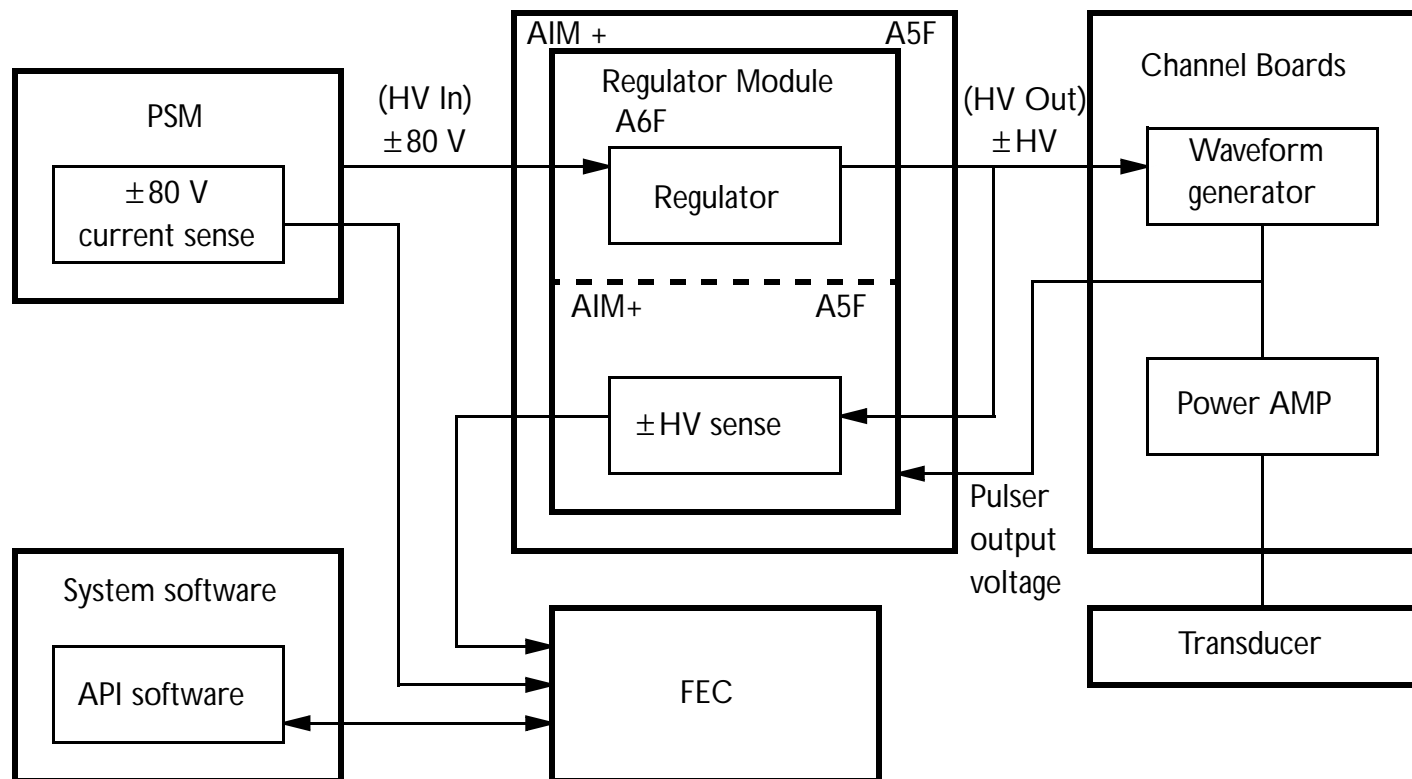 PSM
±80 V
current sense
(HV In)
±80 V
AIM +
A5F
Regulator Module
A6F
Regulator
AIM+
A5F
±HV sense
(HV Out)
±HV
Channel Boards
Waveform
generator
Power AMP
Pulser
output
voltage
System software
API software
FEC
Transducer